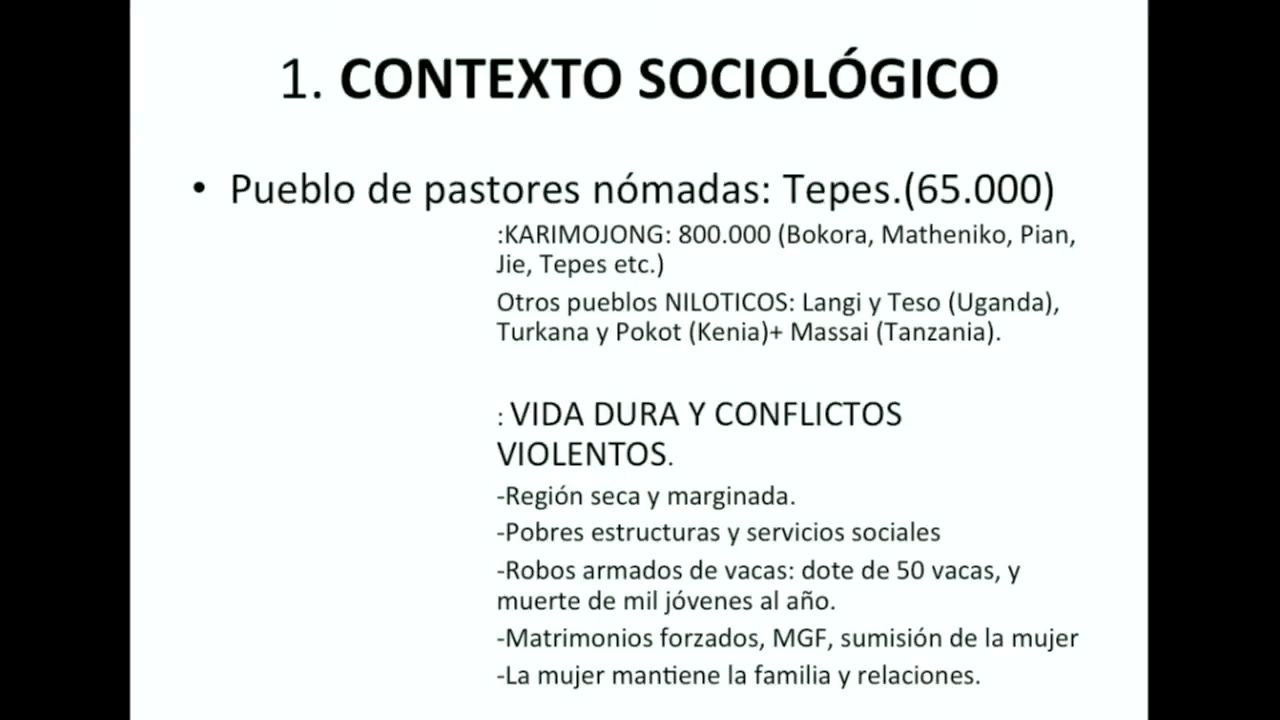 1. CONTEXTO SOCIOLÓGICO
• Pueblo de pastores nómadas: Tepes.(65.000)
:KARIMOJONG: 800.000 (Bokora, Matheniko, Pian,
Jie, Tepes etc.)
Otros pueblos NILOTICOS: Langi y Teso (Uganda),
Turkana y Pokot (Kenia)+ Massai (Tanzania).
: VIDA DURA Y CONFLICTOS
VIOLENTOS.
-Región seca y marginada.
-Pobres estructuras y servicios sociales
-Robos armados de vacas: dote de 50 vacas, y
muerte de mil jóvenes al año.
-Matrimonios forzados, MGF, sumisión de la mujer
-La mujer mantiene la familia y relaciones.